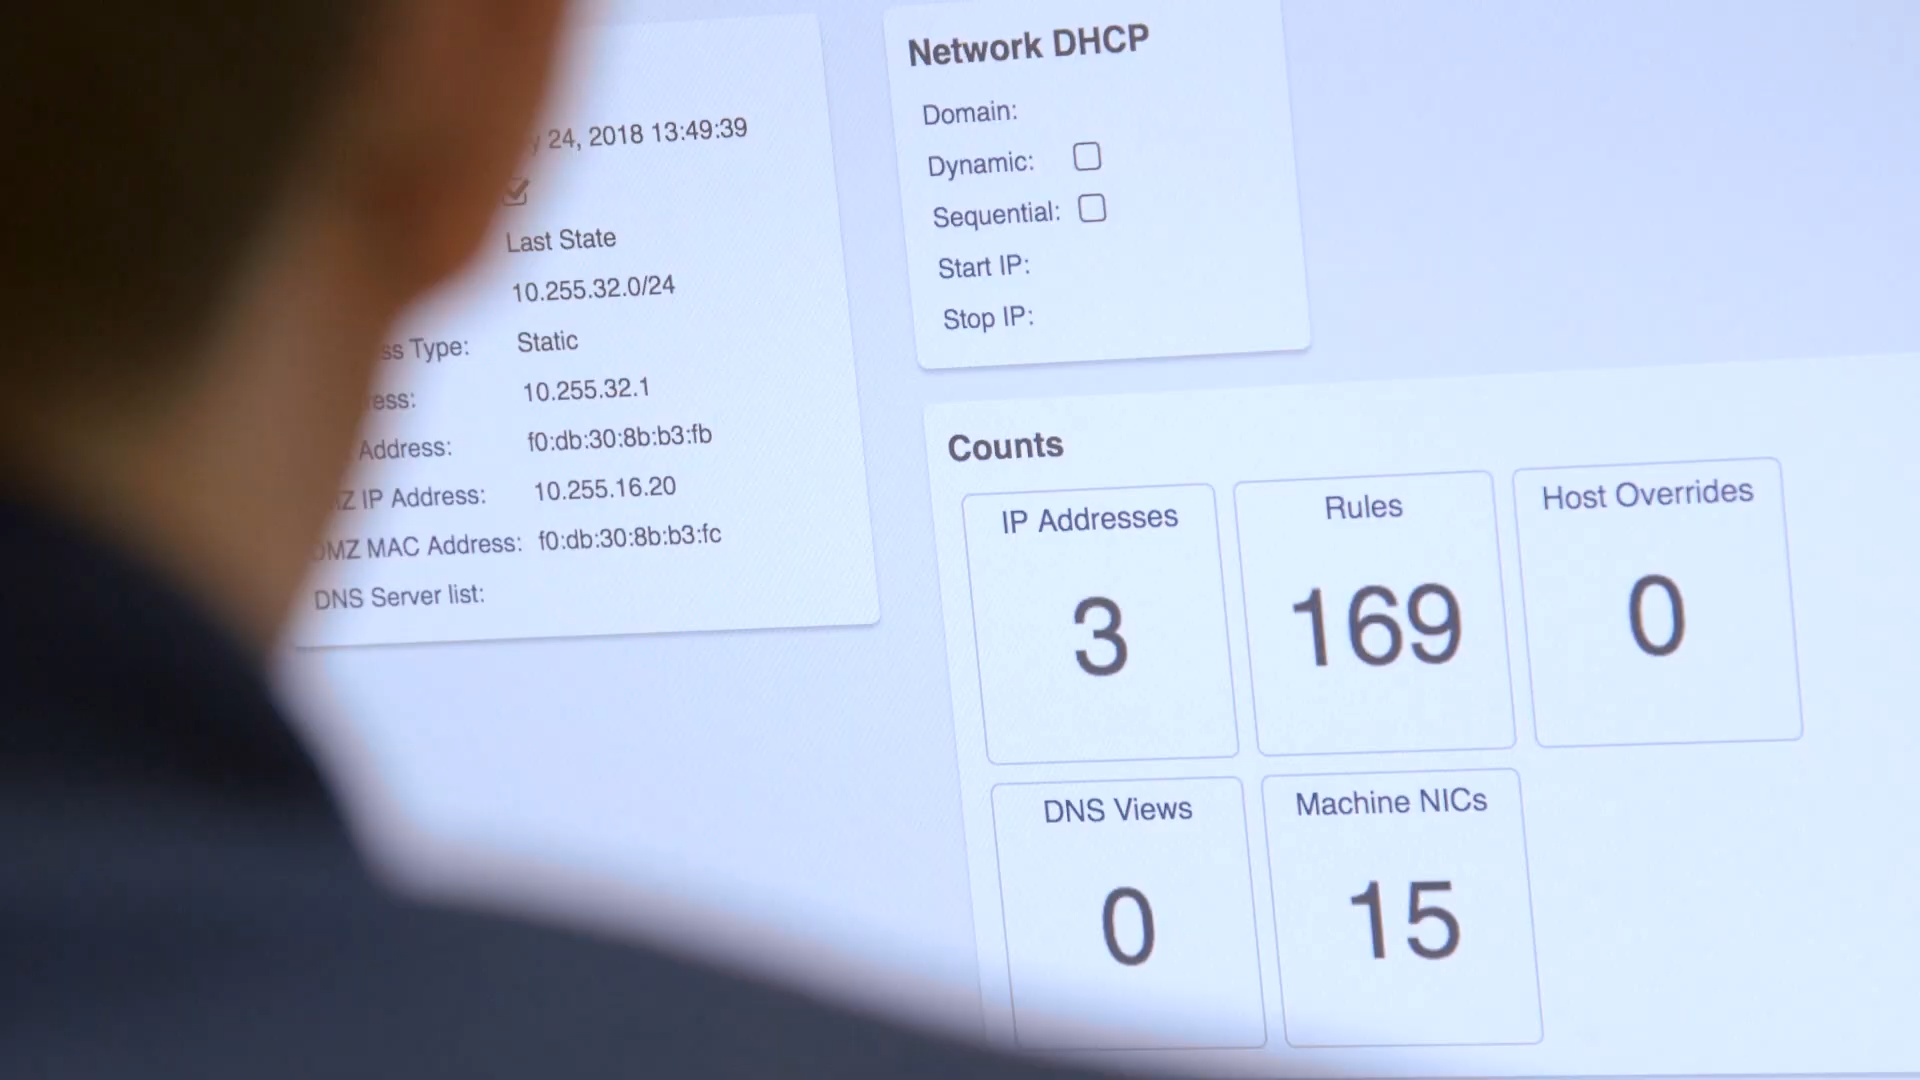 24, 2018 13:49:39
Last State
10.255.32.0/24
Type: Static
10.255.32.1
Address: f0:db:30:8b:b3:fb
IP Address: 10.255.16.20
MAC Address: f0:db:30:8b:b3:fc
DNS Server list:
Network DHCP
Domain:
Dynamic:
Sequential:
Start IP:
Stop IP:
Counts
IP Addresses
3
Rules
169
Host Overrides
0
DNS Views
0
Machine NICs
15